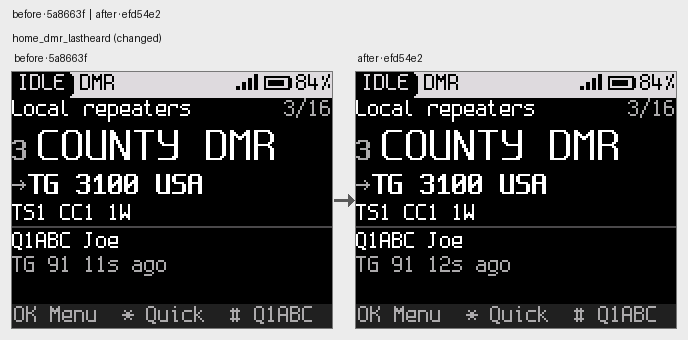 before·5a8663f | after·efd54e2
home_dmr_lastheard (changed)
before·5a8663f
IDLE DMR 84%
Local repeaters 3/16
3 COUNTY DMR
→TG 3100 USA
TS1 CC1 1W
Q1ABC Joe
TG 91 11s ago
OK Menu * Quick # Q1ABC
after·efd54e2
IDLE DMR 84%
Local repeaters 3/16
3 COUNTY DMR
→TG 3100 USA
TS1 CC1 1W
Q1ABC Joe
TG 91 12s ago
OK Menu * Quick # Q1ABC